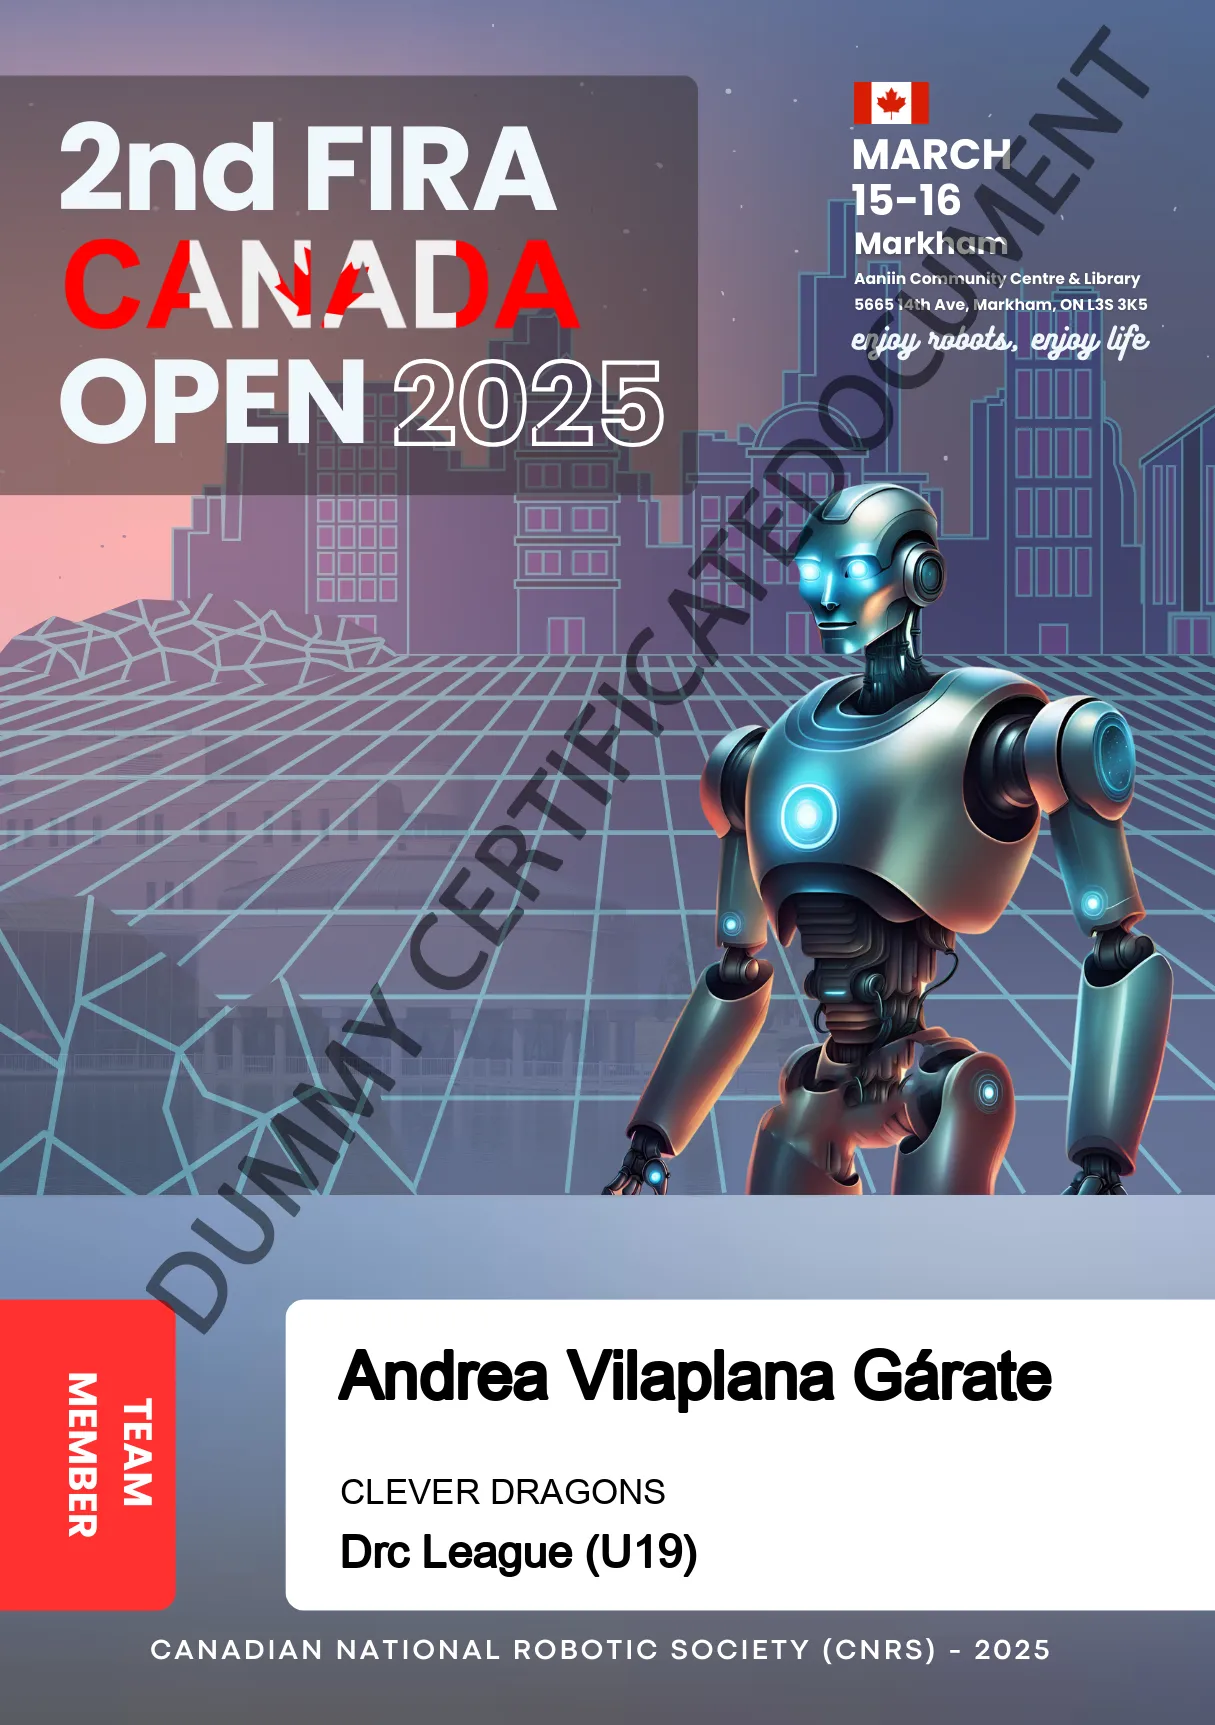 2nd FIRA
CANADA
OPEN 2025
MARCH
15-16
Markham
Aaniin Community Centre & Library
5665 14th Ave, Markham, ON L3S 3K5
enjoy robots, enjoy life
DUMMY CERTIFICATEDOCUMENT
TEAM
MEMBER
Andrea Vilaplana Gárate
CLEVER DRAGONS
Drc League (U19)
CANADIAN NATIONAL ROBOTIC SOCIETY (CNRS) - 2025